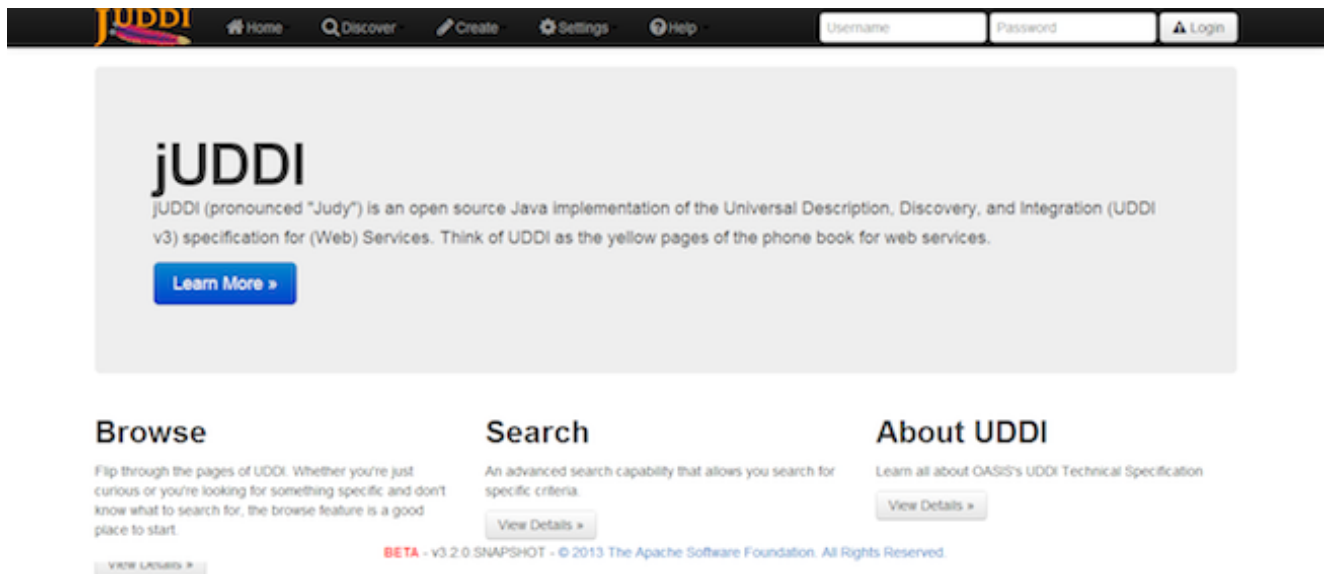 jUDDI
Home Discover Create Settings Help Username Password Login
jUDDI
jUDDI (pronounced "Judy") is an open source Java implementation of the Universal Description, Discovery, and Integration (UDDI
v3) specification for (Web) Services. Think of UDDI as the yellow pages of the phone book for web services.
Learn More »
Browse
Flip through the pages of UDDI. Whether you're just
curious or you're looking for something specific and don't
know what to search for, the browse feature is a good
place to start.
View Details »
Search
An advanced search capability that allows you search for
specific criteria.
View Details »
About UDDI
Learn all about OASIS's UDDI Technical Specification
View Details »
BETA - v3.2.0.SNAPSHOT - © 2013 The Apache Software Foundation. All Rights Reserved.